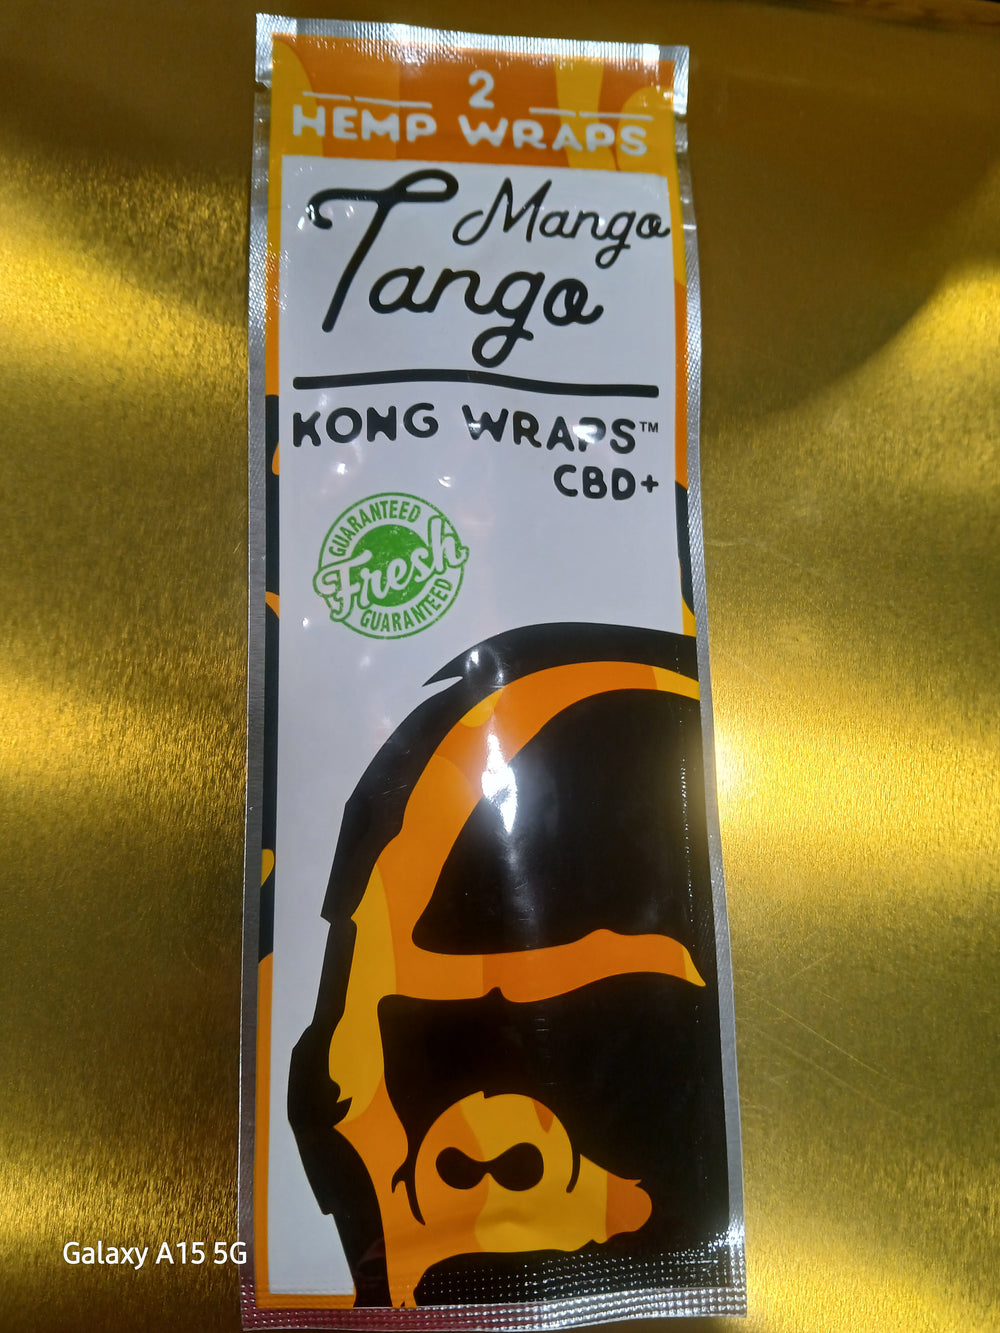 2
HEMP WRAPS
Mango
Tango
KONG WRAPS™
CBD+
GUARANTEED
Fresh
GUARANTEED
Galaxy A15 5G